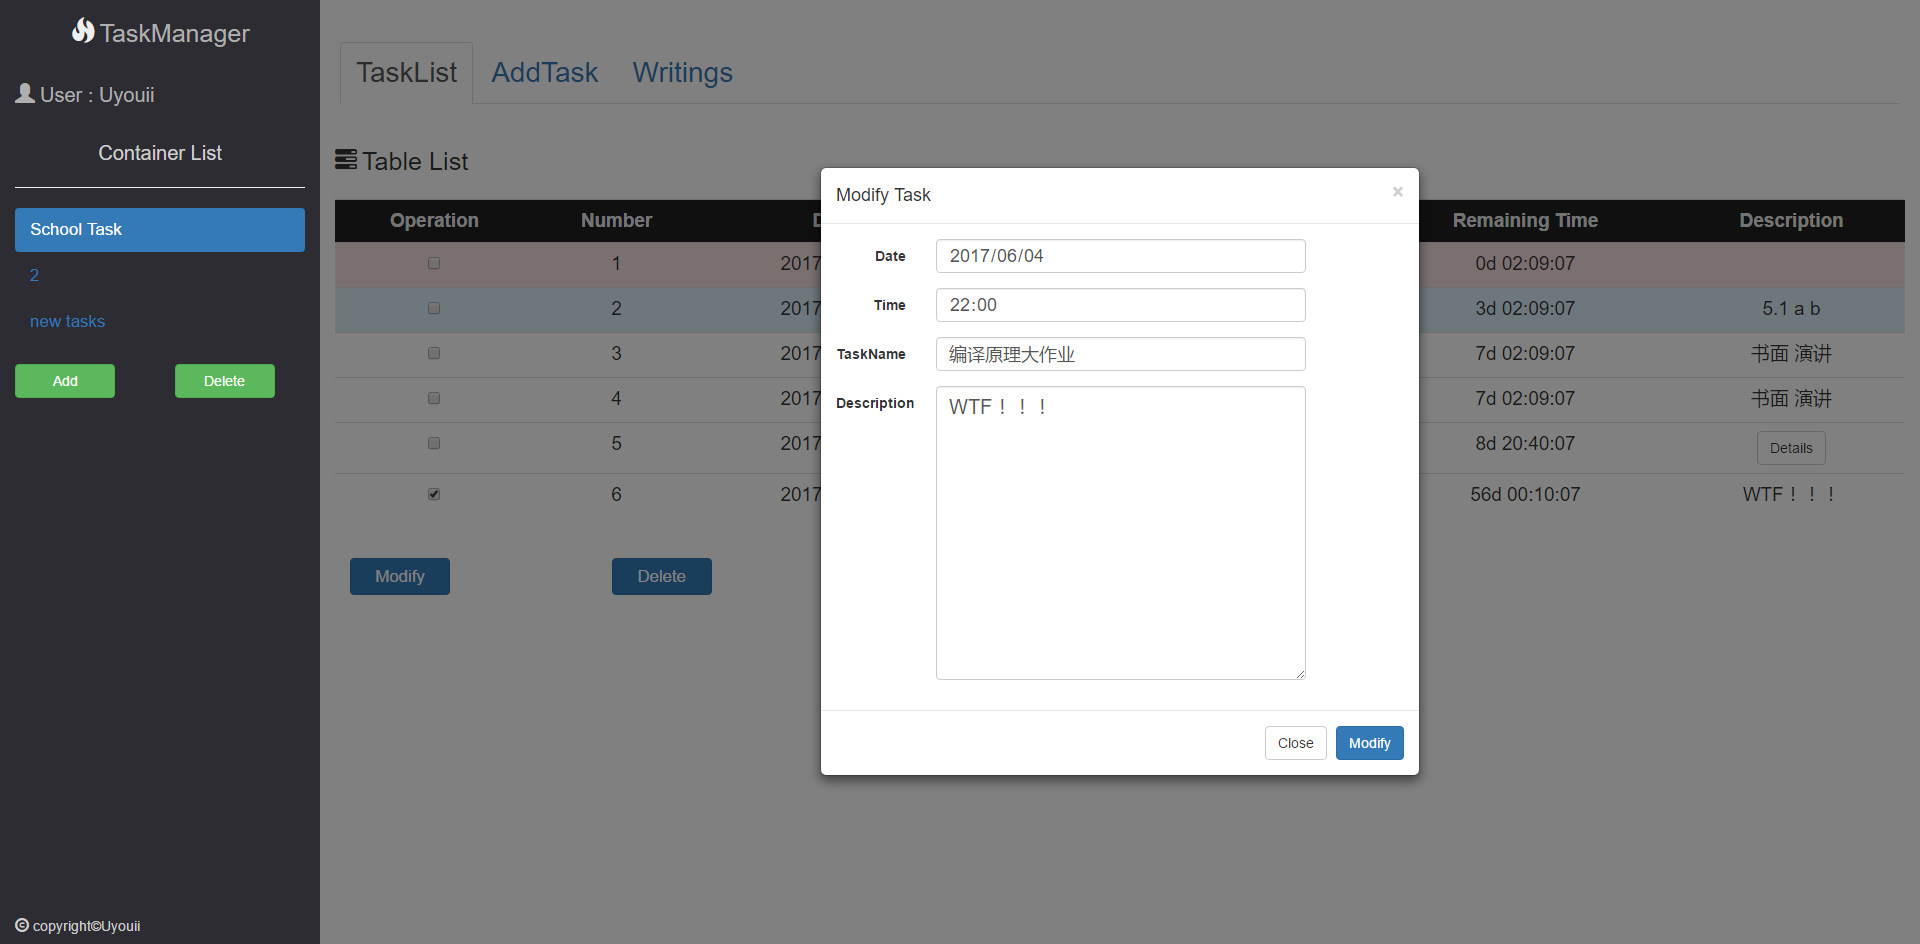 TaskManager
User : Uyouii
Container List
School Task
2
new tasks
Add Delete
copyright©Uyouii
TaskList AddTask Writings
Table List
Operation Number Remaining Time Description
1 2017 0d 02:09:07
2 2017 3d 02:09:07 5.1 a b
3 2017 7d 02:09:07 书面 演讲
4 2017 7d 02:09:07 书面 演讲
5 2017 8d 20:40:07 Details
6 2017 56d 00:10:07 WTF！！！
Modify Delete
Modify Task ×
Date 2017/06/04
Time 22:00
TaskName 编译原理大作业
Description WTF！！！
Close Modify